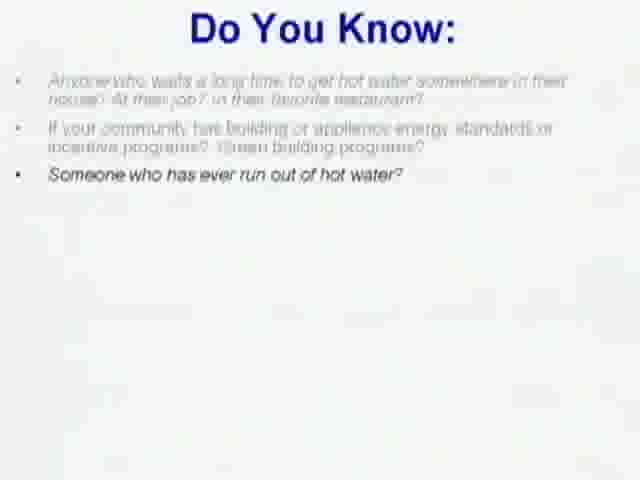 Do You Know:
• Anyone who waits a long time to get hot water somewhere in their
house? At their job? In their favorite restaurant?
• If your community has building or appliance energy standards or
incentive programs? Green building programs?
• Someone who has ever run out of hot water?